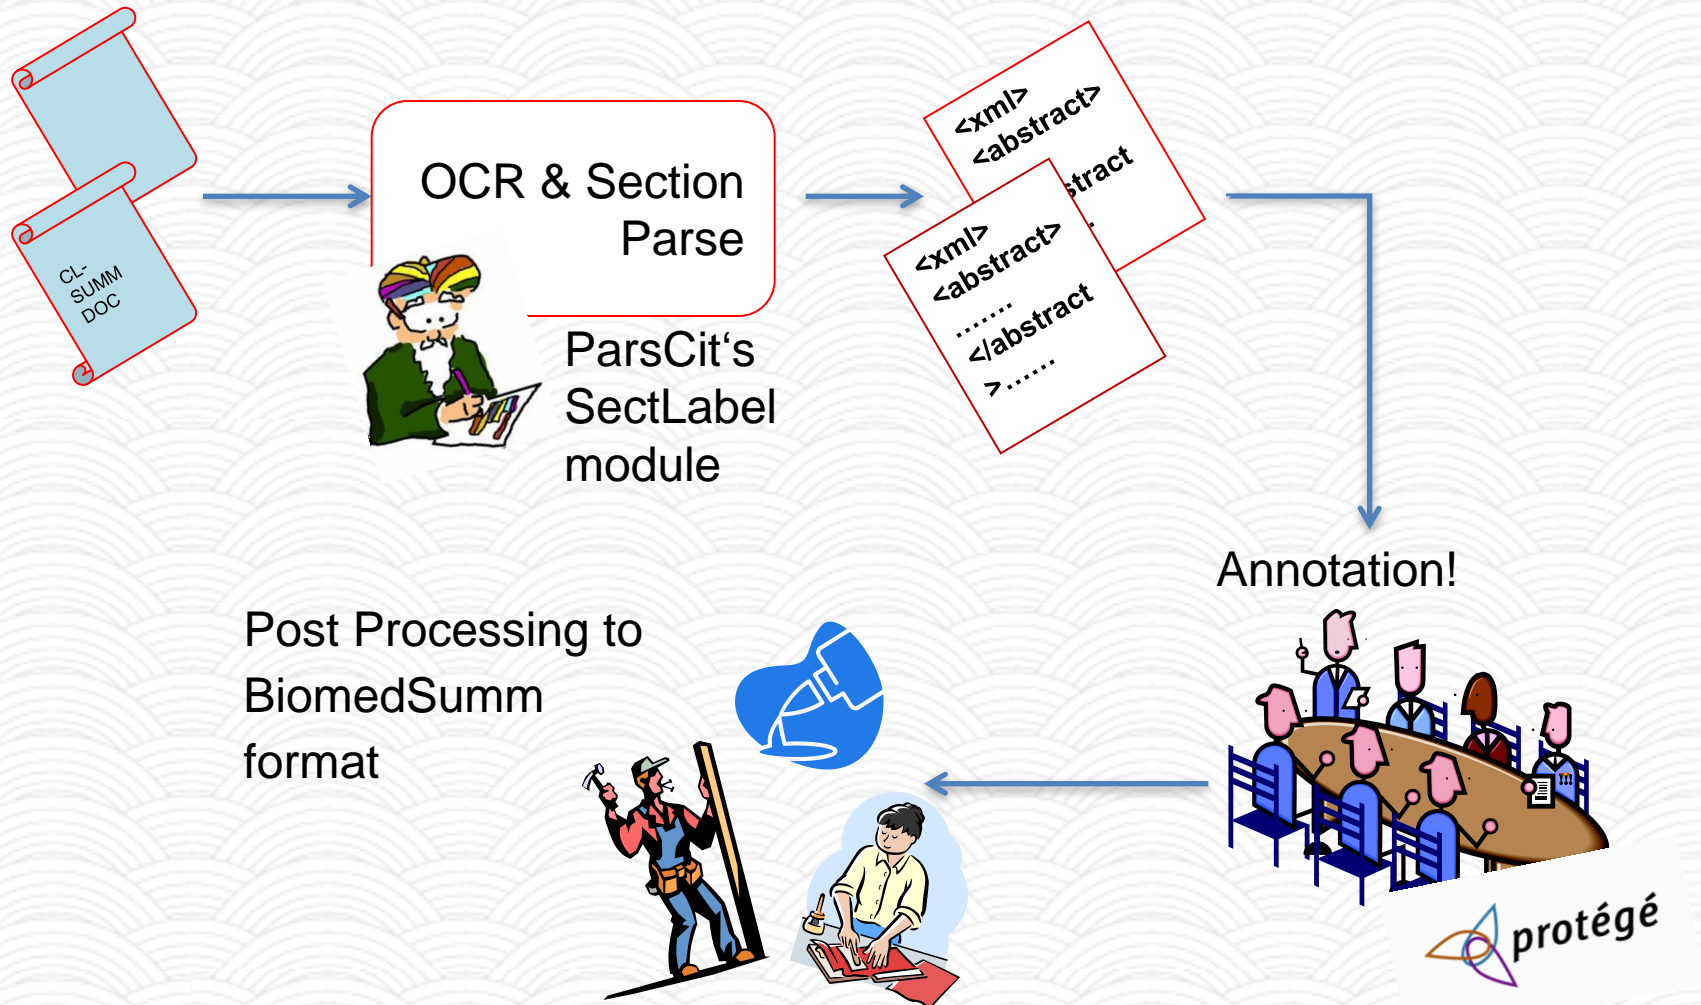 CL-
SUMM
DOC
OCR & Section
Parse
ParsCit‘s
SectLabel
module
<xml>
<abstract>
stract
.
<xml>
<abstract>
.......
</abstract
>......
Annotation!
Post Processing to
BiomedSumm
format
protégé